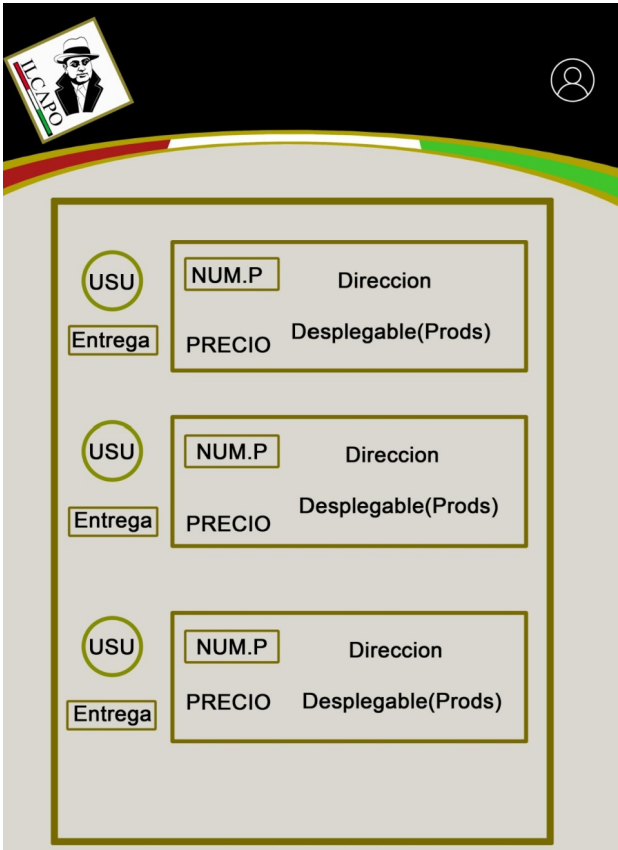 ILCAPO
USU
NUM.P
Direccion
Entrega
PRECIO
Desplegable(Prods)
USU
NUM.P
Direccion
Entrega
PRECIO
Desplegable(Prods)
USU
NUM.P
Direccion
Entrega
PRECIO
Desplegable(Prods)